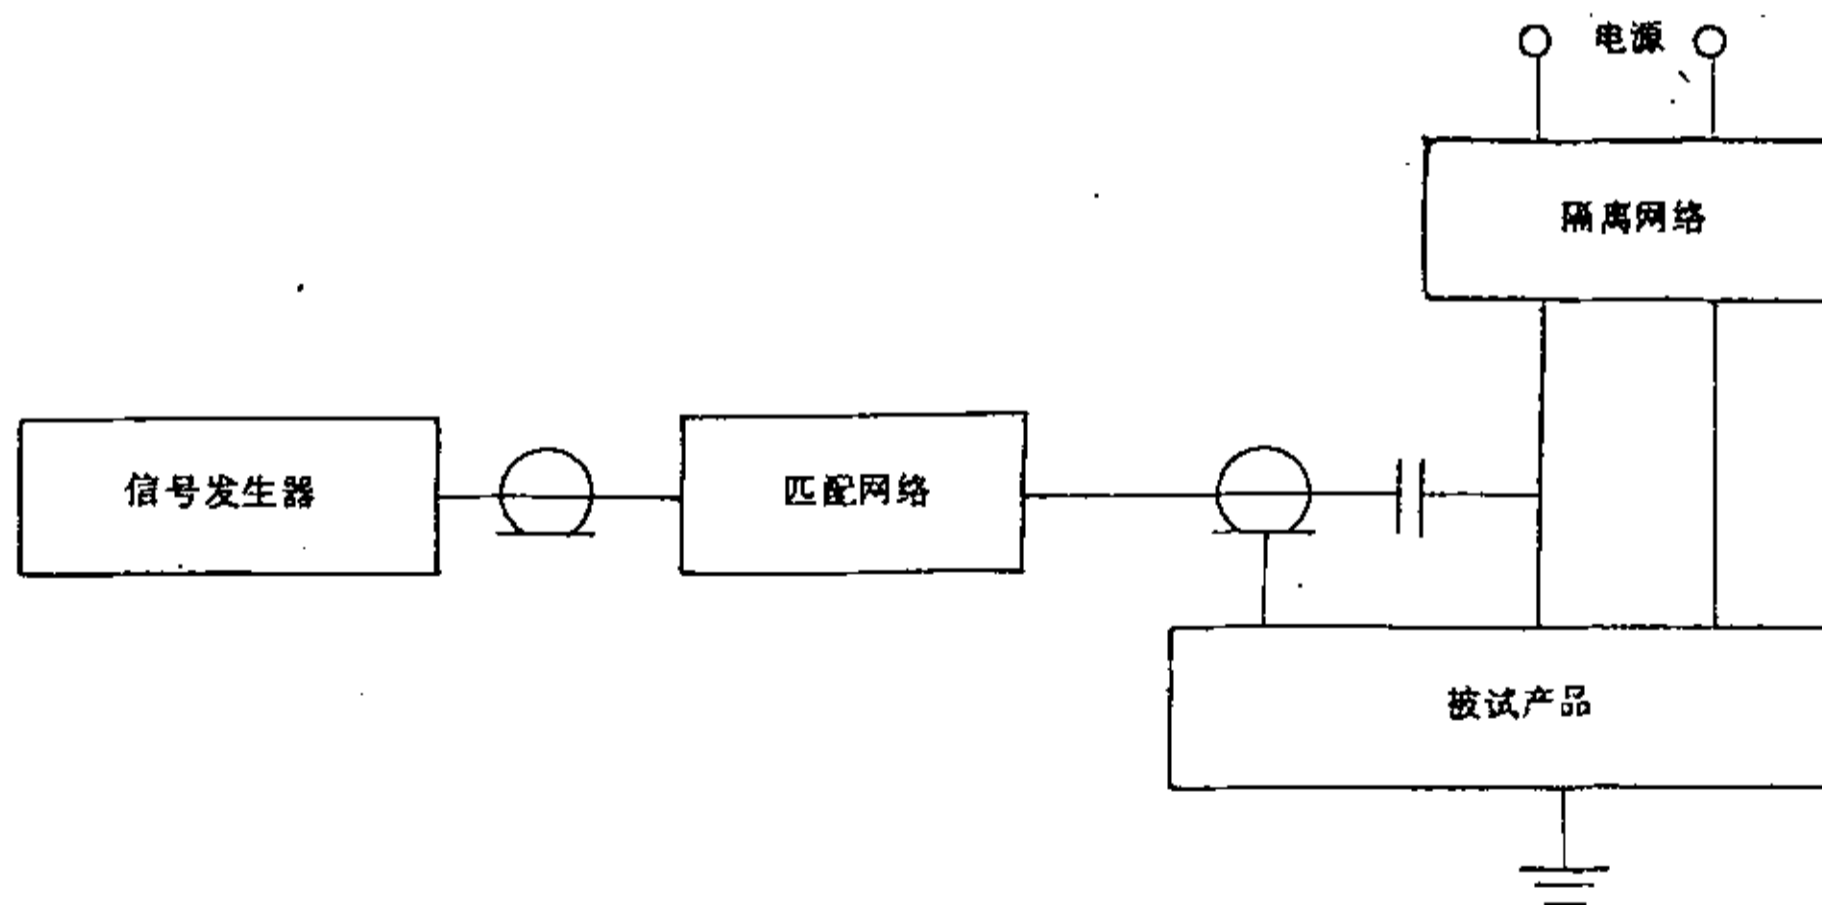 电源
隔离网络
信号发生器
匹配网络
被试产品